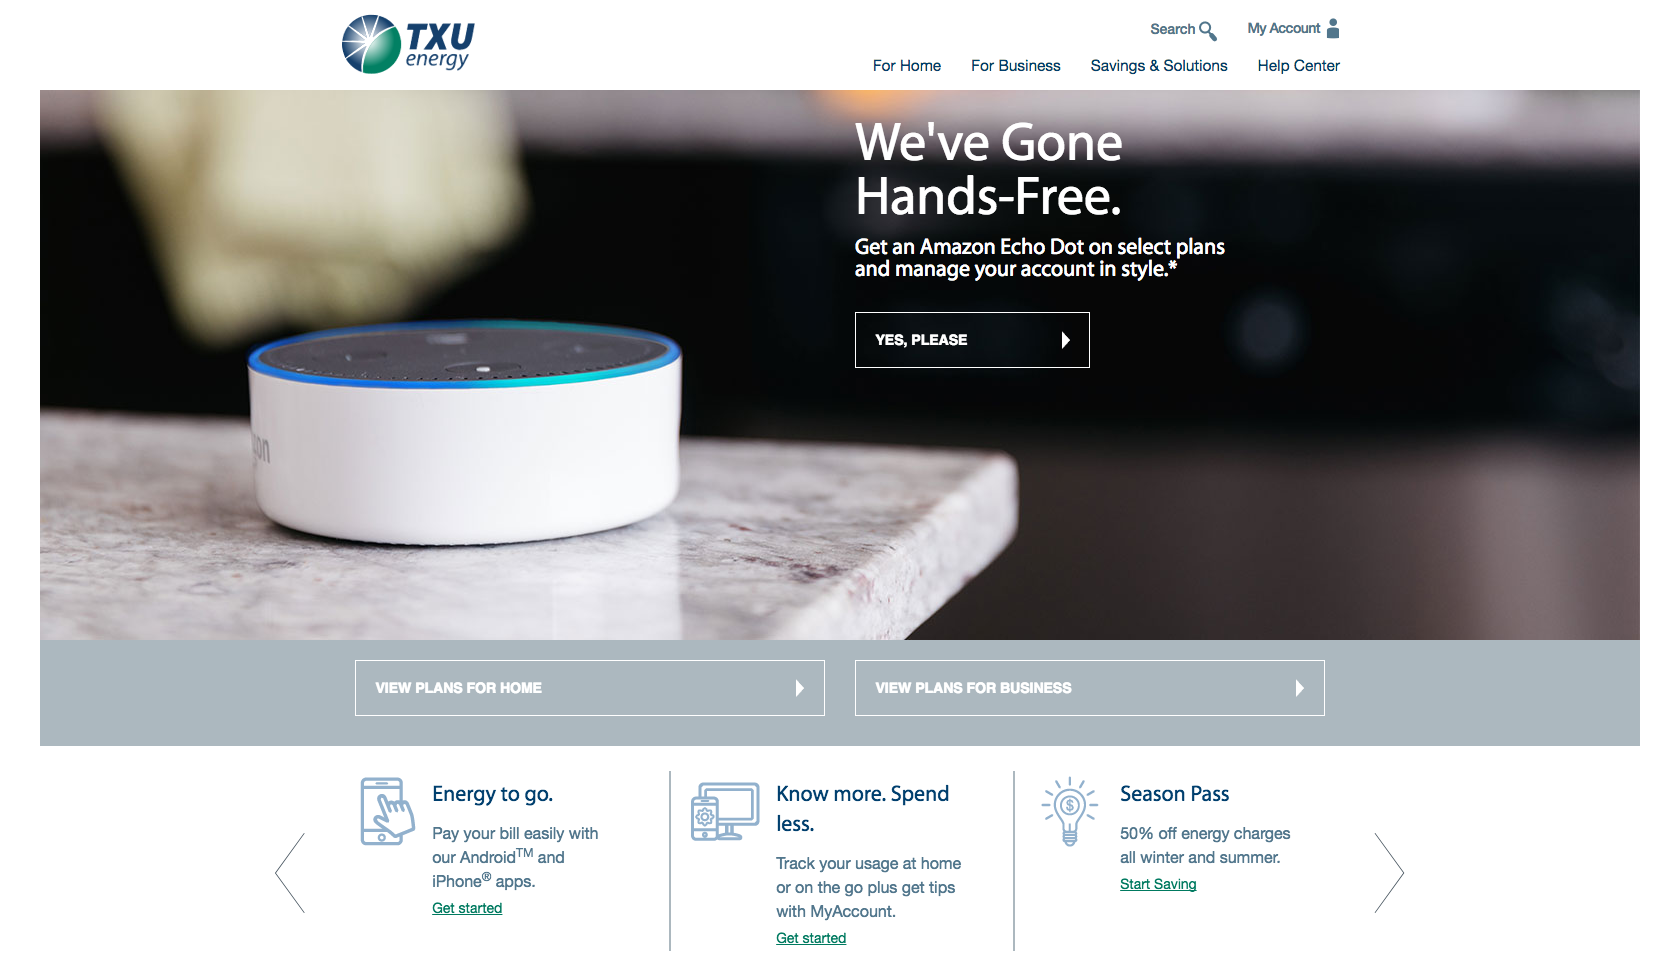 TXU
energy
Search
My Account
For Home
For Business
Savings & Solutions
Help Center
We've Gone
Hands-Free.
Get an Amazon Echo Dot on select plans
and manage your account in style.*
YES, PLEASE
VIEW PLANS FOR HOME
VIEW PLANS FOR BUSINESS
Energy to go.
Pay your bill easily with
our Android™ and
iPhone® apps.
Get started
Know more. Spend
less.
Track your usage at home
or on the go plus get tips
with MyAccount.
Get started
Season Pass
50% off energy charges
all winter and summer.
Start Saving